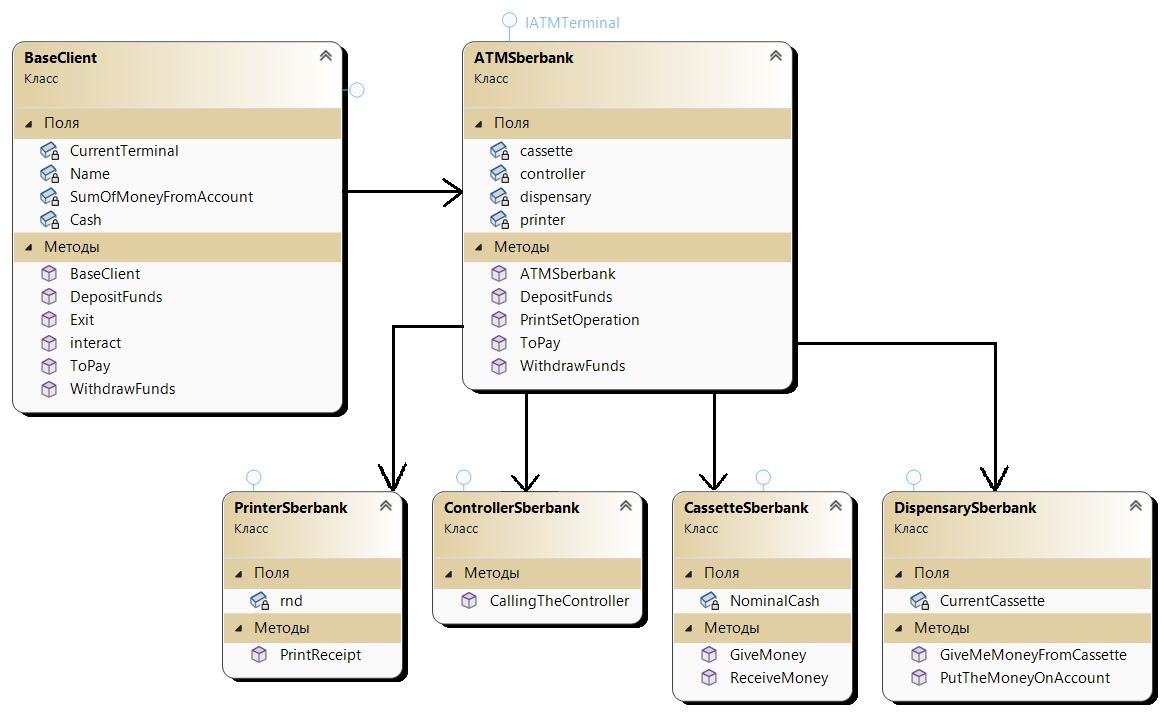 IATMTerminal
BaseClient
Класс
Поля
CurrentTerminal
Name
SumOfMoneyFromAccount
Cash
Методы
BaseClient
DepositFunds
Exit
interact
ToPay
WithdrawFunds
ATMSberbank
Класс
Поля
cassette
controller
dispensary
printer
Методы
ATMSberbank
DepositFunds
PrintSetOperation
ToPay
WithdrawFunds
PrinterSberbank
Класс
Поля
rnd
Методы
PrintReceipt
ControllerSberbank
Класс
Методы
CallingTheController
CassetteSberbank
Класс
Поля
NominalCash
Методы
GiveMoney
ReceiveMoney
DispensarySberbank
Класс
Поля
CurrentCassette
Методы
GiveMeMoneyFromCassette
PutTheMoneyOnAccount